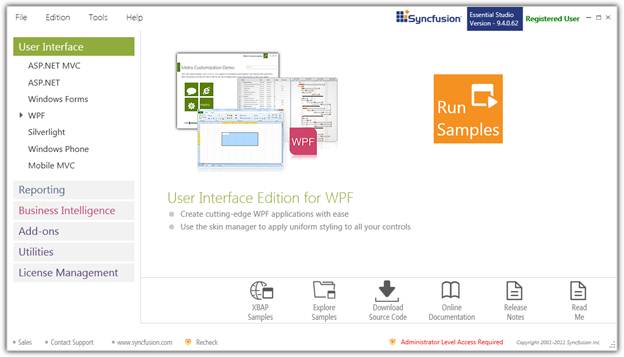 File Edition Tools Help
Syncfusion
Essential Studio
Version - 9.4.0.62
Registered User
User Interface
ASP.NET MVC
ASP.NET
Windows Forms
WPF
Silverlight
Windows Phone
Mobile MVC
Reporting
Business Intelligence
Add-ons
Utilities
License Management
Metro Customization Demo
WPF
Run
Samples
User Interface Edition for WPF
Create cutting-edge WPF applications with ease
Use the skin manager to apply uniform styling to all your controls
XBAP
Samples
Explore
Samples
Download
Source Code
Online
Documentation
Release
Notes
Read
Me
Sales Contact Support www.syncfusion.com Recheck Administrator Level Access Required Copyright 2001-2011 Syncfusion Inc.